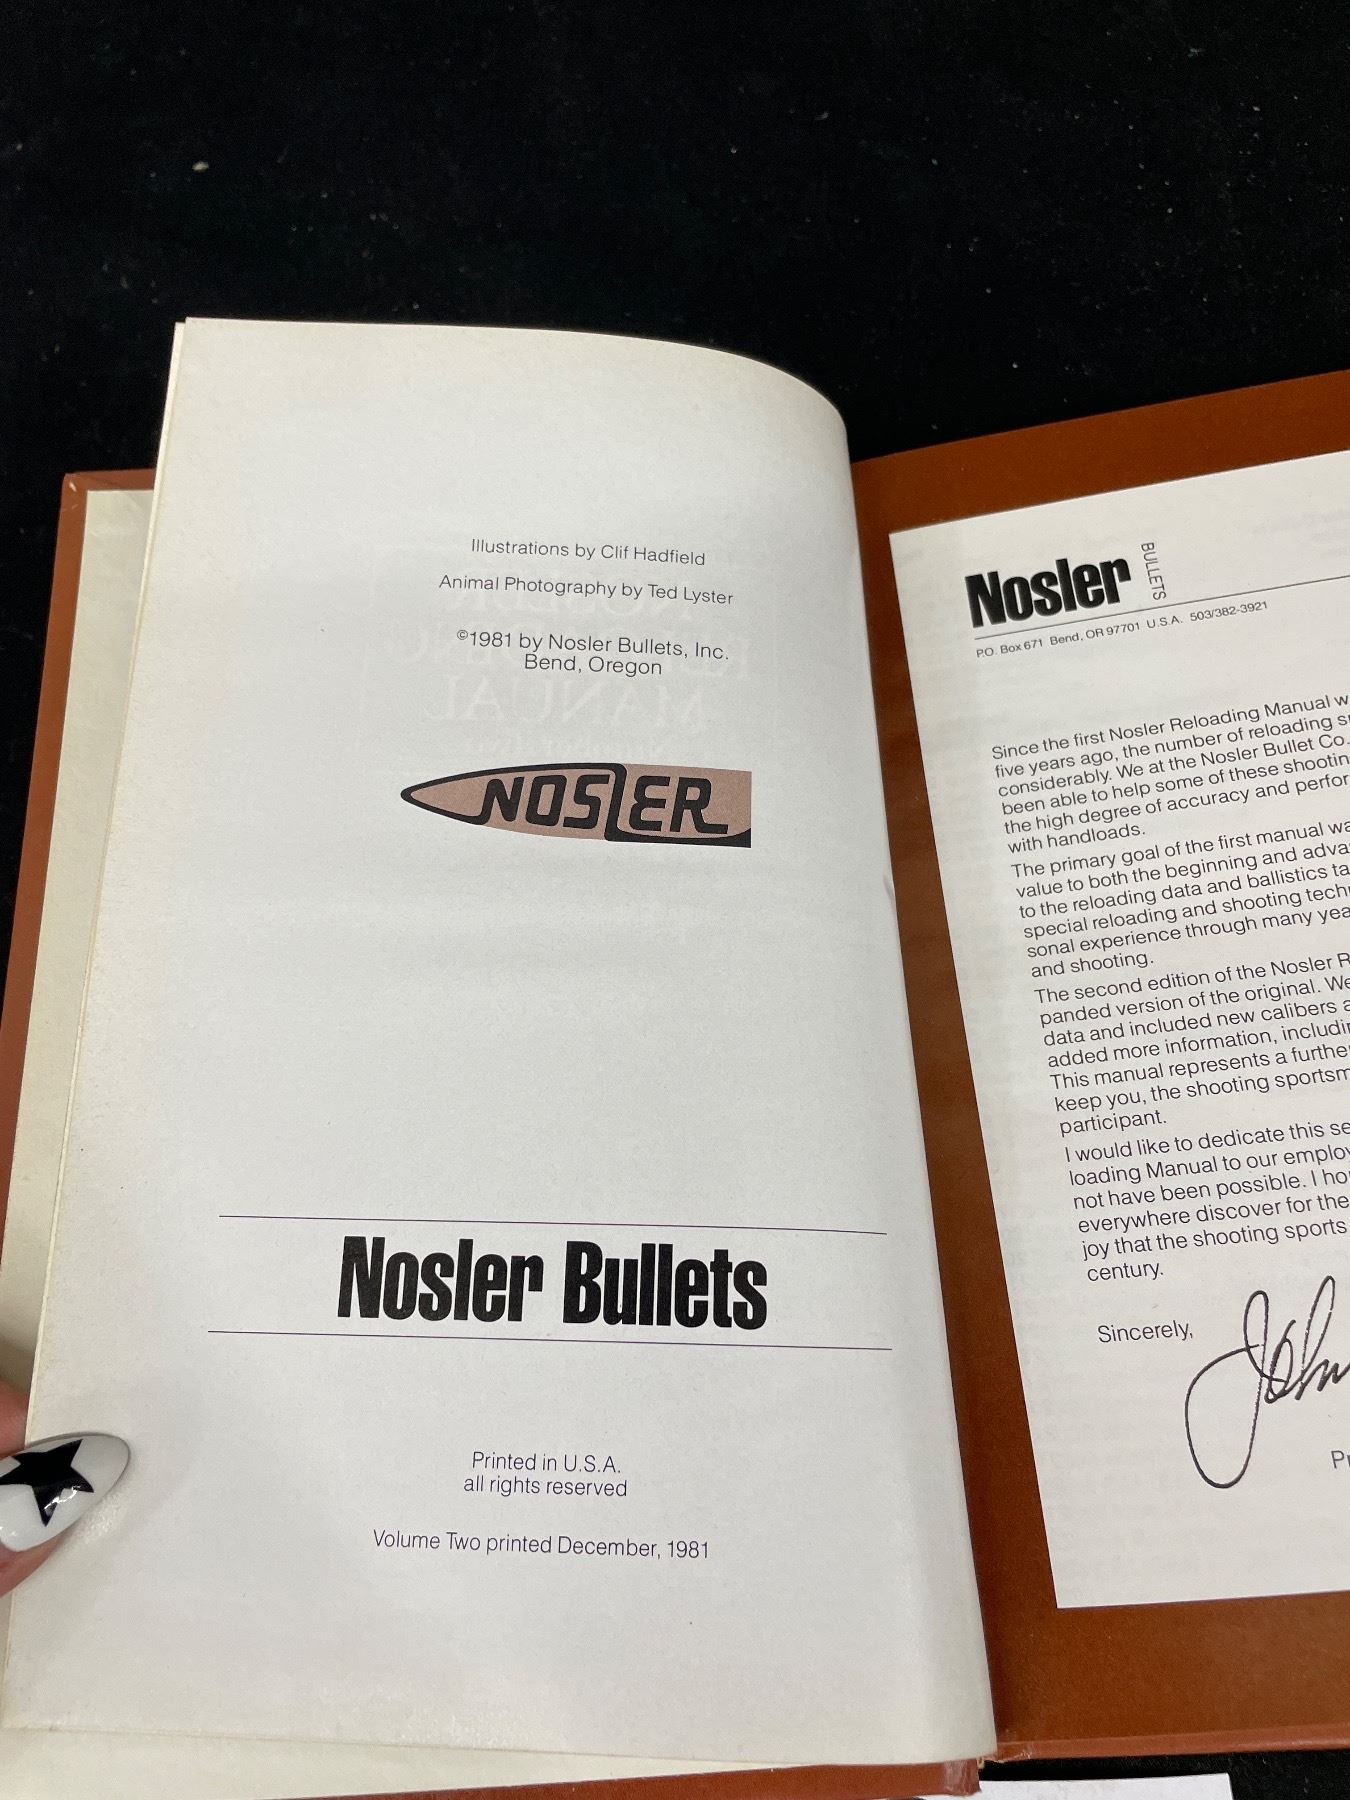 Illustrations by Clif Hadfield
Animal Photography by Ted Lyster
©1981 by Nosler Bullets, Inc.
Bend, Oregon
NOSLER
Nosler Bullets
Printed in U.S.A.
all rights reserved
Volume Two printed December, 1981
Nosler BULLETS
P.O. Box 671 Bend, OR 97701 U.S.A. 503/382-3921
Since the first Nosler Reloading Manual w
five years ago, the number of reloading s
considerably. We at the Nosler Bullet Co.
been able to help some of these shootin
the high degree of accuracy and perfor
with handloads.
The primary goal of the first manual wa
value to both the beginning and adva
to the reloading data and ballistics ta
special reloading and shooting tech
sonal experience through many yea
and shooting.
The second edition of the Nosler R
panded version of the original. We
data and included new calibers a
added more information, includi
This manual represents a furthe
keep you, the shooting sportsm
participant.
I would like to dedicate this se
loading Manual to our employ
not have been possible. I ho
everywhere discover for the
joy that the shooting sports
century.
Sincerely,
John
Pr